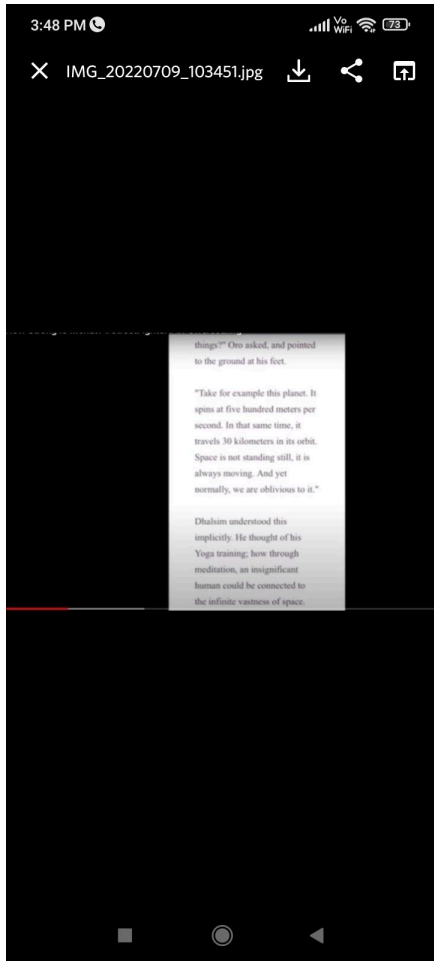 3:48 PM
Vo
WiFi
73
IMG_20220709_103451.jpg
things?" Oro asked, and pointed
to the ground at his feet.
"Take for example this planet. It
spins at five hundred meters per
second. In that same time, it
travels 30 kilometers in its orbit.
Space is not standing still, it is
always moving. And yet
normally, we are oblivious to it."
Dhalsim understood this
implicitly. He thought of his
Yoga training; how through
meditation, an insignificant
human could be connected to
the infinite vastness of space.